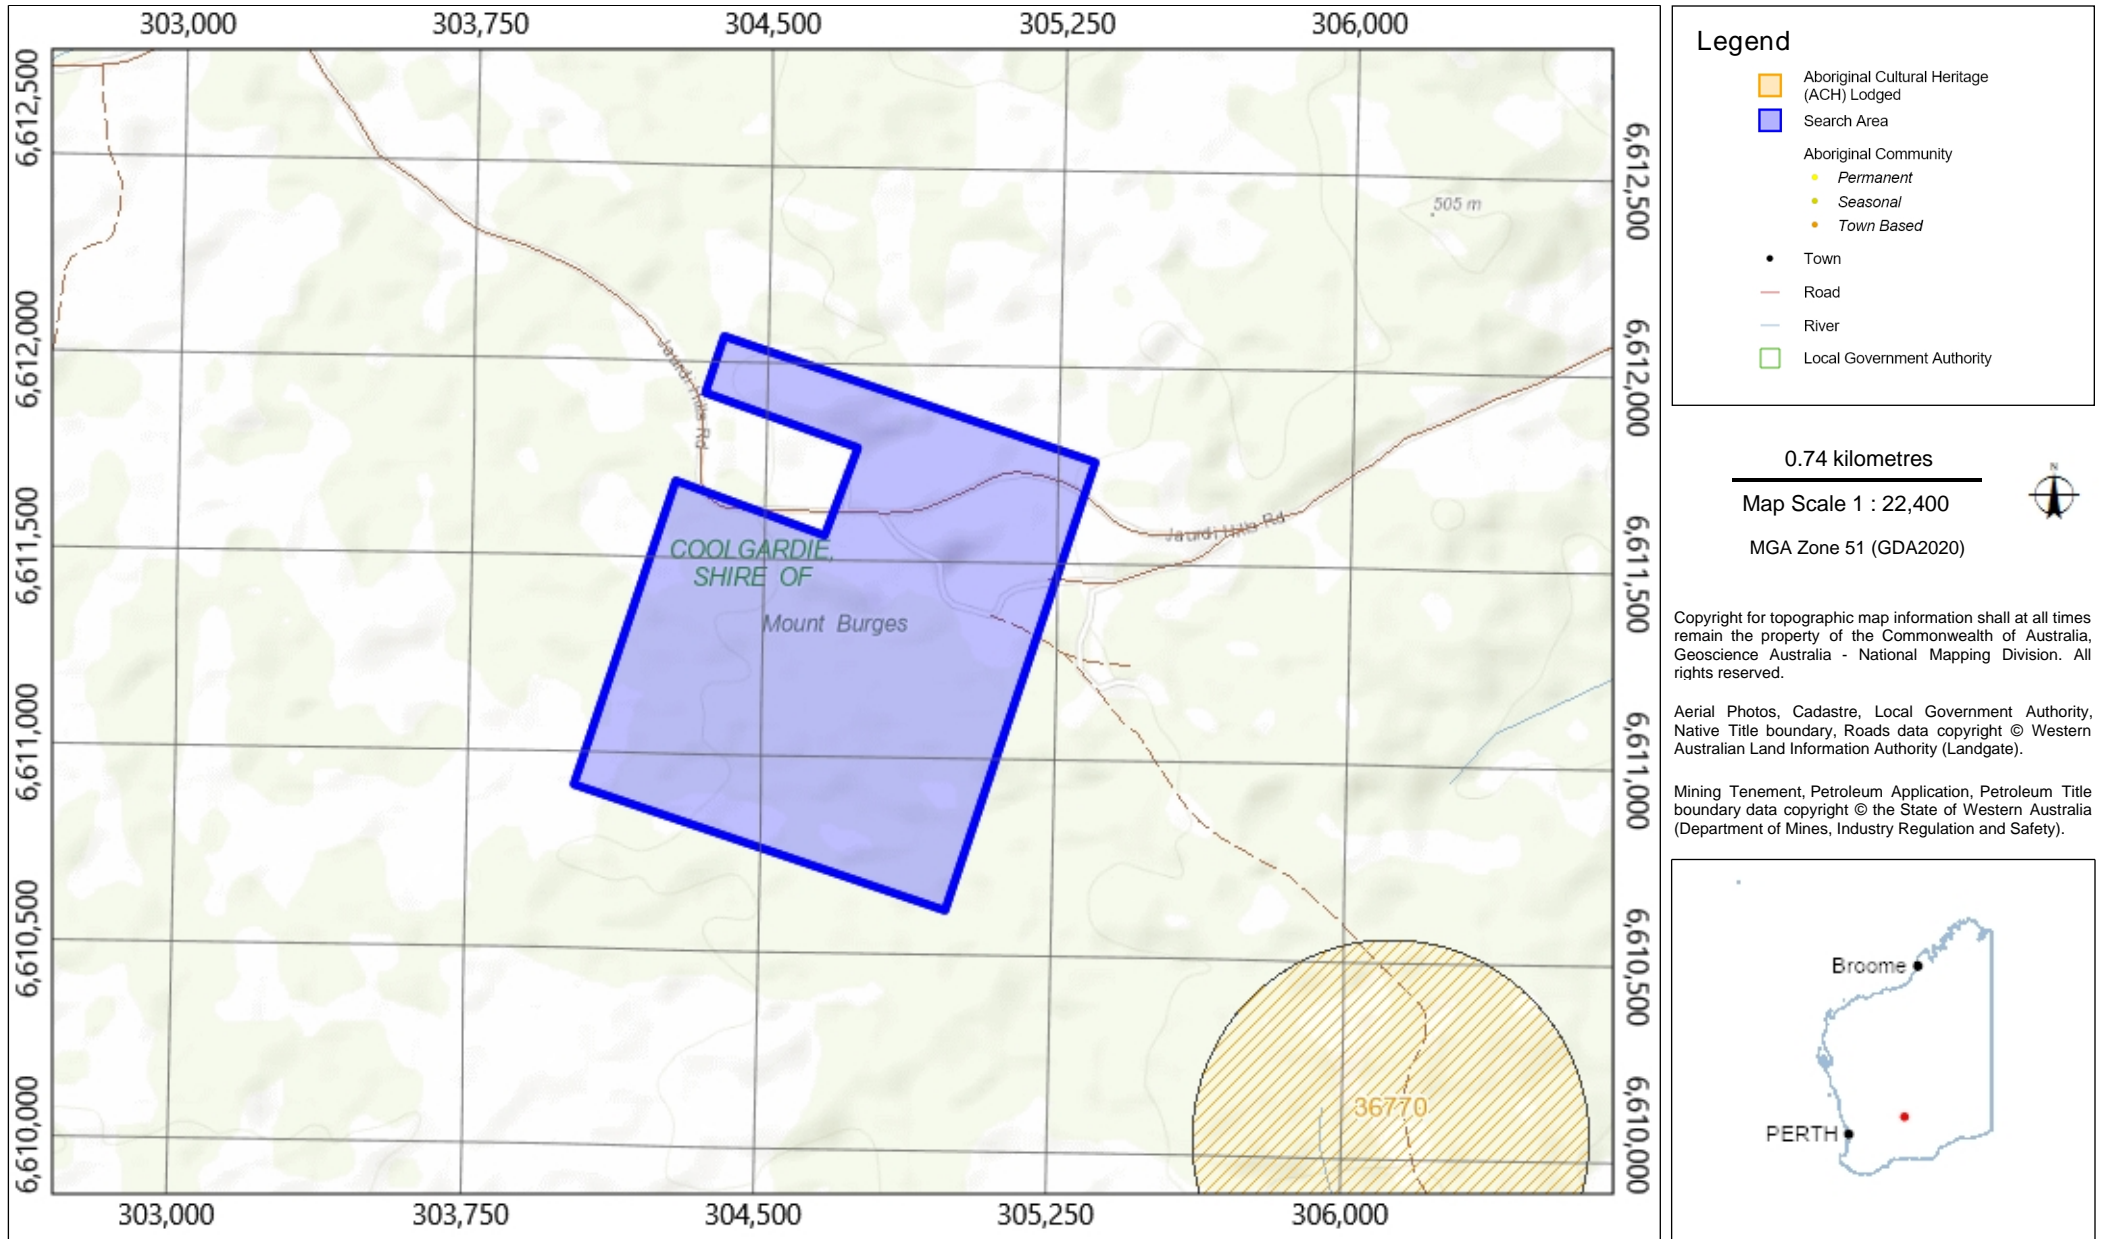 303,000 303,750 304,500 305,250 306,000
6,612,500
6,612,000
6,611,500
6,611,000
6,610,500
6,610,000
505 m
Jaurdi Hills Rd
Jaurdi Hills Rd
COOLGARDIE,
SHIRE OF
Mount Burges
36770
6,612,500
6,612,000
6,611,500
6,611,000
6,610,500
6,610,000
303,000 303,750 304,500 305,250 306,000
Legend
Aboriginal Cultural Heritage
(ACH) Lodged
Search Area
Aboriginal Community
Permanent
Seasonal
Town Based
Town
Road
River
Local Government Authority
0.74 kilometres
Map Scale 1 : 22,400
MGA Zone 51 (GDA2020)
N
Copyright for topographic map information shall at all times
remain the property of the Commonwealth of Australia,
Geoscience Australia - National Mapping Division. All
rights reserved.
Aerial Photos, Cadastre, Local Government Authority,
Native Title boundary, Roads data copyright © Western
Australian Land Information Authority (Landgate).
Mining Tenement, Petroleum Application, Petroleum Title
boundary data copyright © the State of Western Australia
(Department of Mines, Industry Regulation and Safety).
Broome
PERTH